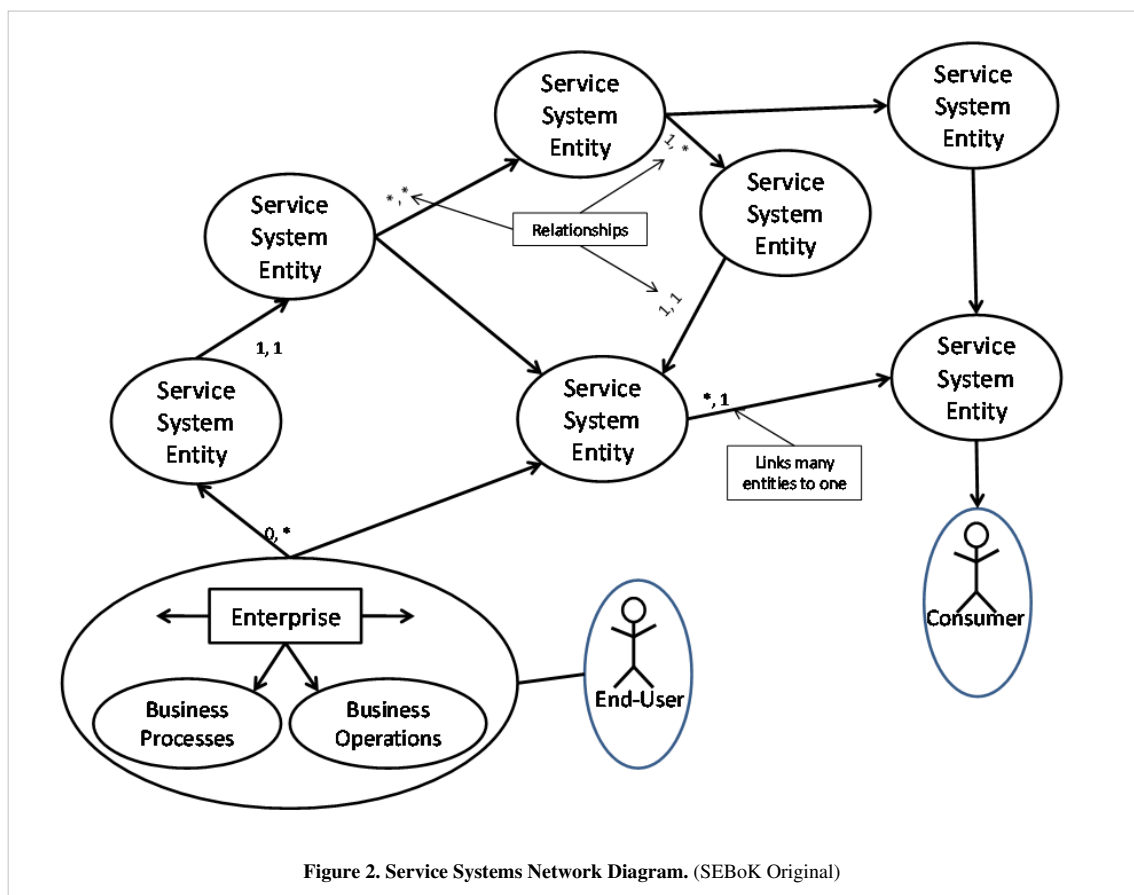 Service
System
Entity
Service
System
Entity
1, *
Service
System
Entity
*, *
Relationships
Service
System
Entity
1, 1
1, 1
Service
System
Entity
Service
System
Entity
Service
System
Entity
*, 1
Links many
entities to one
0, *
Enterprise
Business
Processes
Business
Operations
End-User
Consumer
Figure 2. Service Systems Network Diagram. (SEBoK Original)